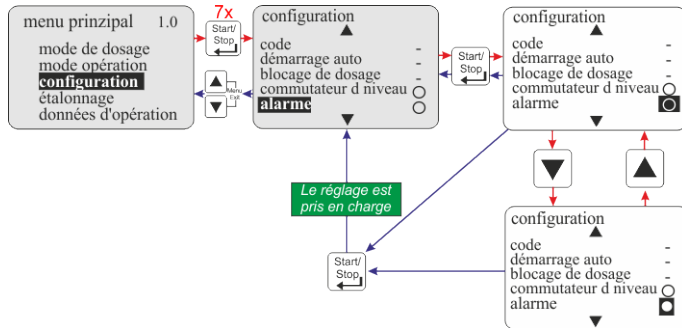 menu prinzipal 1.0
mode de dosage
mode opération
configuration
étalonnage
données d'opération
7x
Start/
Stop
Menu
Exit
configuration
code -
démarrage auto -
blocage de dosage -
commutateur d niveau
alarme
Start/
Stop
configuration
code -
démarrage auto -
blocage de dosage -
commutateur d niveau
alarme
Le réglage est
pris en charge
Start/
Stop
configuration
code -
démarrage auto -
blocage de dosage -
commutateur d niveau
alarme